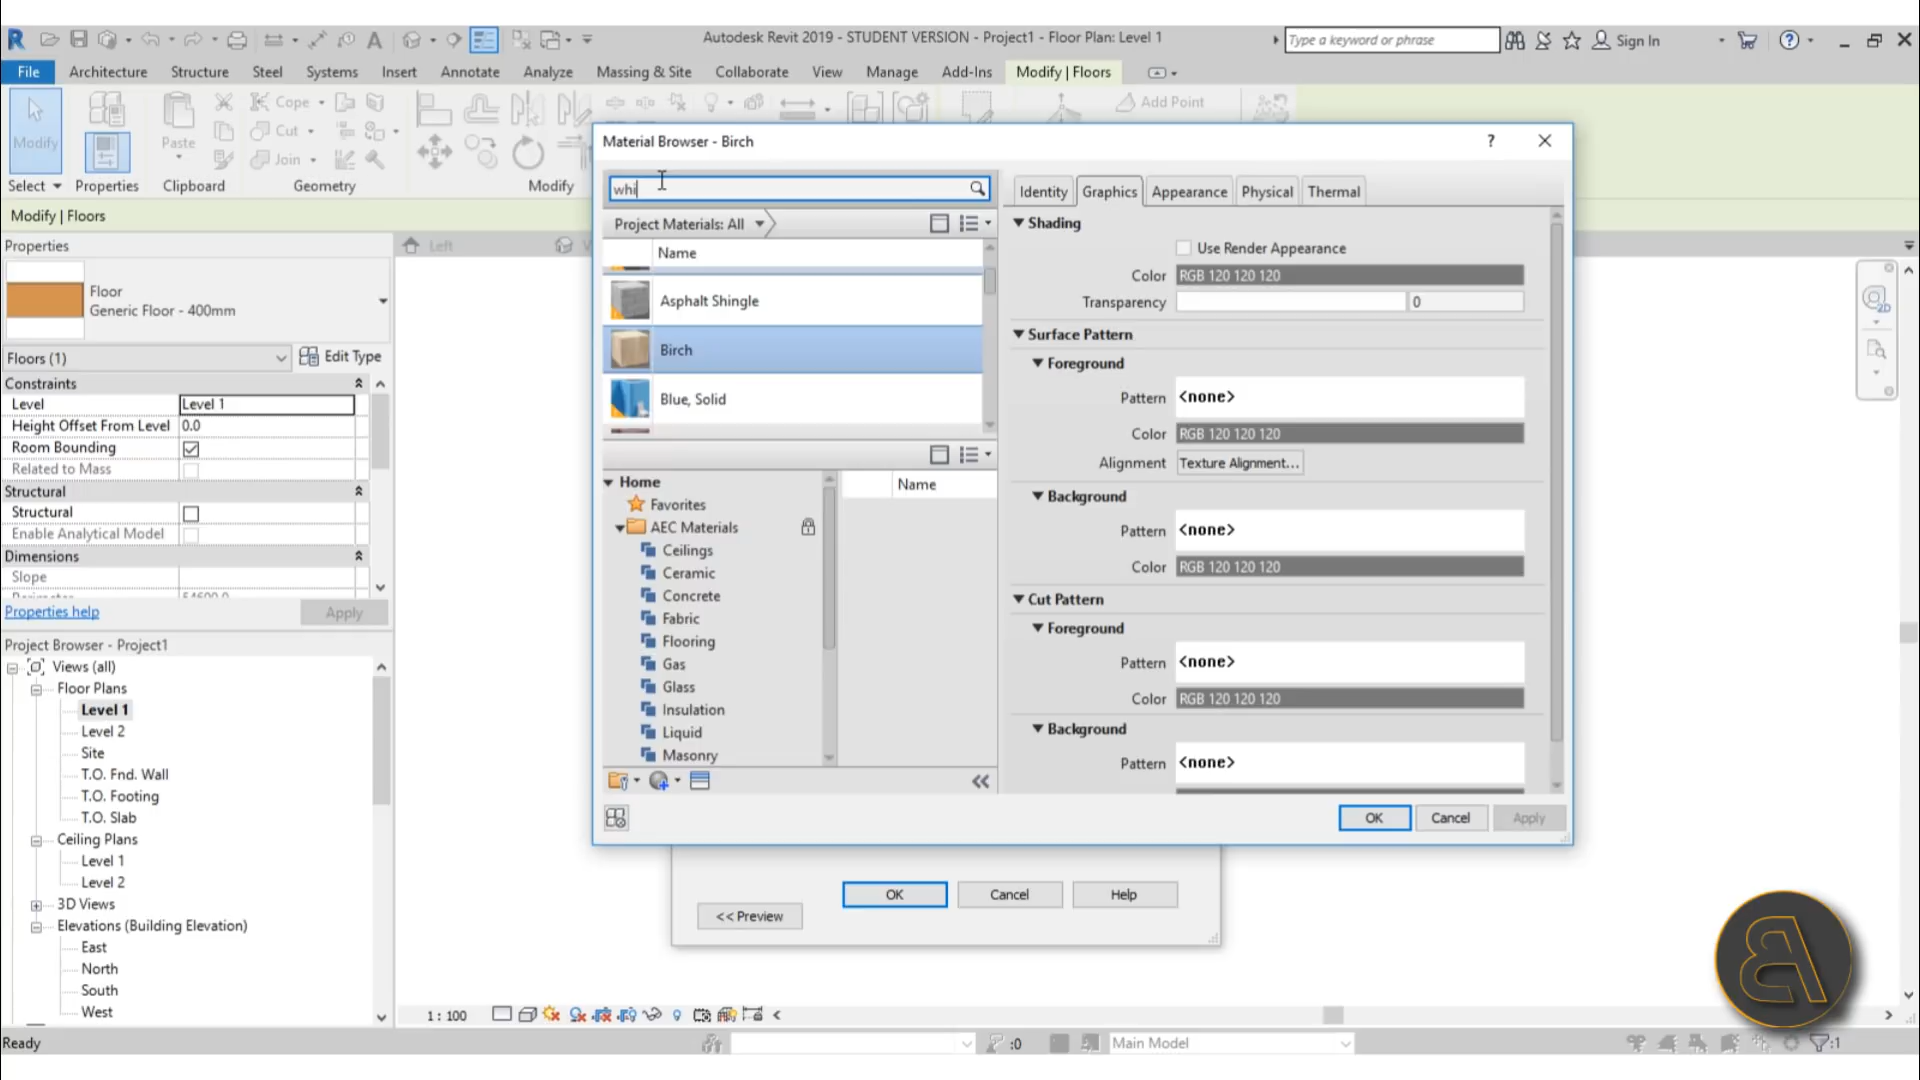 Autodesk Revit 2019 - STUDENT VERSION - Project1 - Floor Plan: Level 1
Type a keyword or phrase
Sign In
File Architecture Structure Steel Systems Insert Annotate Analyze Massing & Site Collaborate View Manage Add-Ins Modify | Floors
Modify
Paste
Cope
Cut
Join
Add Point
Select Properties Clipboard Geometry Modify
Modify | Floors
Properties
Left
Floor
Generic Floor - 400mm
Floors (1)
Edit Type
Constraints
Level Level 1
Height Offset From Level 0.0
Room Bounding
Related to Mass
Structural
Structural
Enable Analytical Model
Dimensions
Slope
Properties help
Apply
Project Browser - Project1
Views (all)
Floor Plans
Level 1
Level 2
Site
T.O. Fnd. Wall
T.O. Footing
T.O. Slab
Ceiling Plans
Level 1
Level 2
3D Views
Elevations (Building Elevation)
East
North
South
West
Material Browser - Birch
?
whi
Project Materials: All
Name
Asphalt Shingle
Birch
Blue, Solid
Home
Favorites
AEC Materials
Ceilings
Ceramic
Concrete
Fabric
Flooring
Gas
Glass
Insulation
Liquid
Masonry
Name
Identity Graphics Appearance Physical Thermal
Shading
Use Render Appearance
Color RGB 120 120 120
Transparency 0
Surface Pattern
Foreground
Pattern <none>
Color RGB 120 120 120
Alignment Texture Alignment...
Background
Pattern <none>
Color RGB 120 120 120
Cut Pattern
Foreground
Pattern <none>
Color RGB 120 120 120
Background
Pattern <none>
OK Cancel Apply
OK Cancel Help
<< Preview
2D
1 : 100
Ready
:0
Main Model
:1